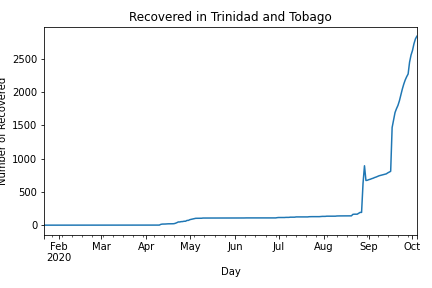 Recovered in Trinidad and Tobago
Number of Recovered
2500
2000
1500
1000
500
0
Feb Mar Apr May Jun Jul Aug Sep Oct
2020
Day